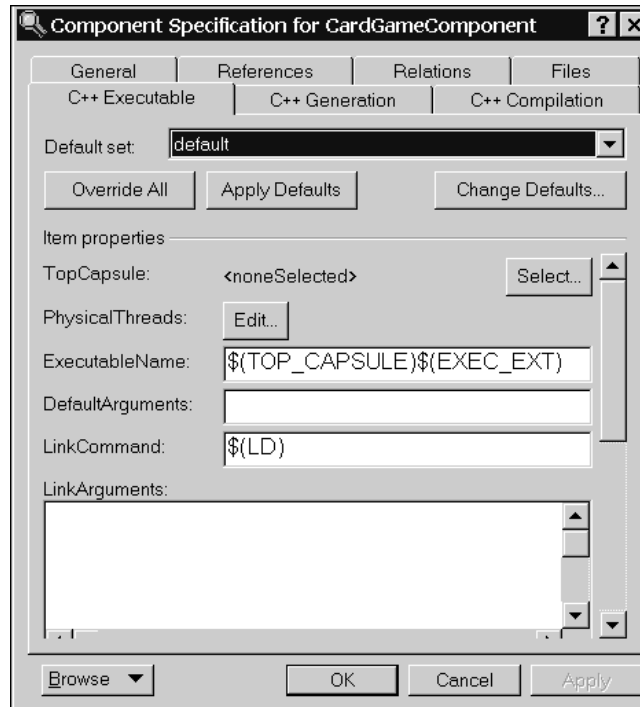 Component Specification for CardGameComponent
General References Relations Files
C++ Executable C++ Generation C++ Compilation
Default set: default
Override All Apply Defaults Change Defaults...
Item properties
TopCapsule: <noneSelected> Select...
PhysicalThreads: Edit...
ExecutableName: $(TOP_CAPSULE)$(EXEC_EXT)
DefaultArguments:
LinkCommand: $(LD)
LinkArguments:
Browse OK Cancel Apply